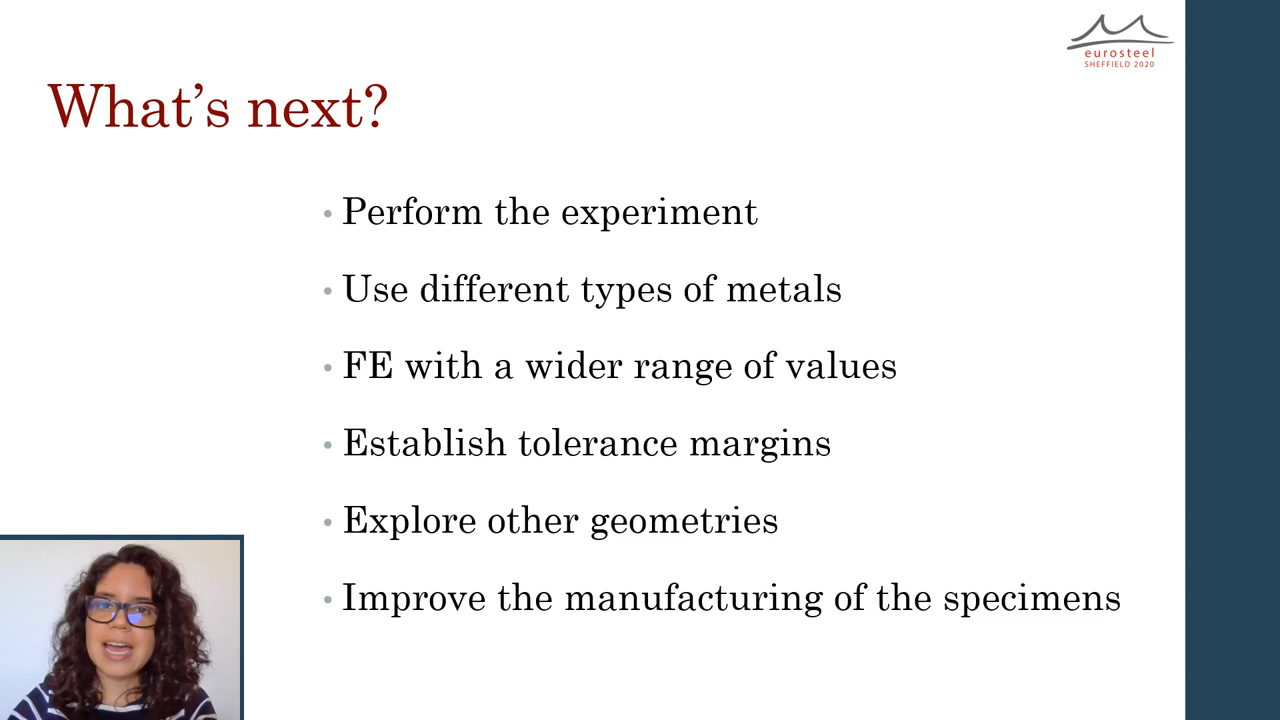 eurosteel
SHEFFIELD 2020
What's next?
• Perform the experiment
• Use different types of metals
• FE with a wider range of values
• Establish tolerance margins
• Explore other geometries
• Improve the manufacturing of the specimens